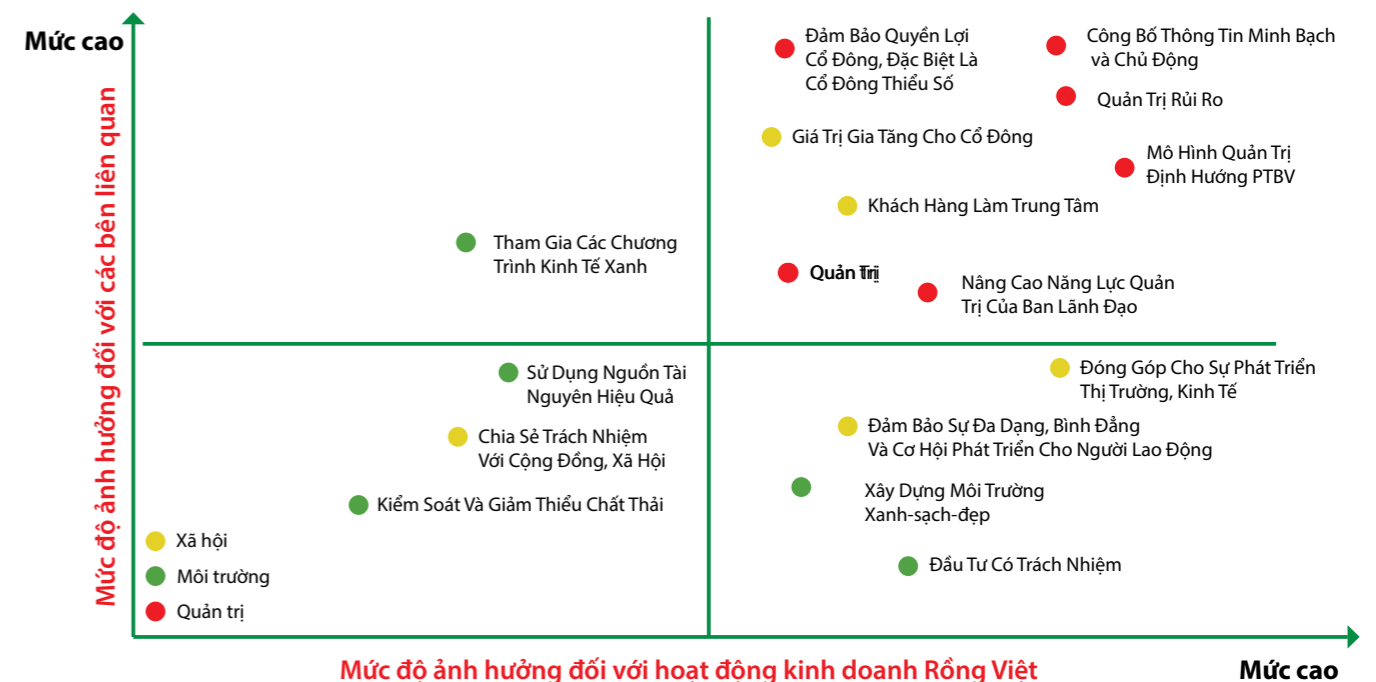 Mức cao
Mức độ ảnh hưởng đối với các bên liên quan
Đảm Bảo Quyền Lợi
Cổ Đông, Đặc Biệt Là
Cổ Đông Thiểu Số
Công Bố Thông Tin Minh Bạch
và Chủ Động
Quản Trị Rủi Ro
Giá Trị Gia Tăng Cho Cổ Đông
Mô Hình Quản Trị
Định Hướng PTBV
Khách Hàng Làm Trung Tâm
Tham Gia Các Chương
Trình Kinh Tế Xanh
Quản Trị
Nâng Cao Năng Lực Quản
Trị Của Ban Lãnh Đạo
Sử Dụng Nguồn Tài
Nguyên Hiệu Quả
Chia Sẻ Trách Nhiệm
Với Cộng Đồng, Xã Hội
Kiểm Soát Và Giảm Thiểu Chất Thải
Đóng Góp Cho Sự Phát Triển
Thị Trường, Kinh Tế
Đảm Bảo Sự Đa Dạng, Bình Đẳng
Và Cơ Hội Phát Triển Cho Người Lao Động
Xây Dựng Môi Trường
Xanh-sạch-đẹp
Đầu Tư Có Trách Nhiệm
Xã hội
Môi trường
Quản trị
Mức độ ảnh hưởng đối với hoạt động kinh doanh Rồng Việt
Mức cao